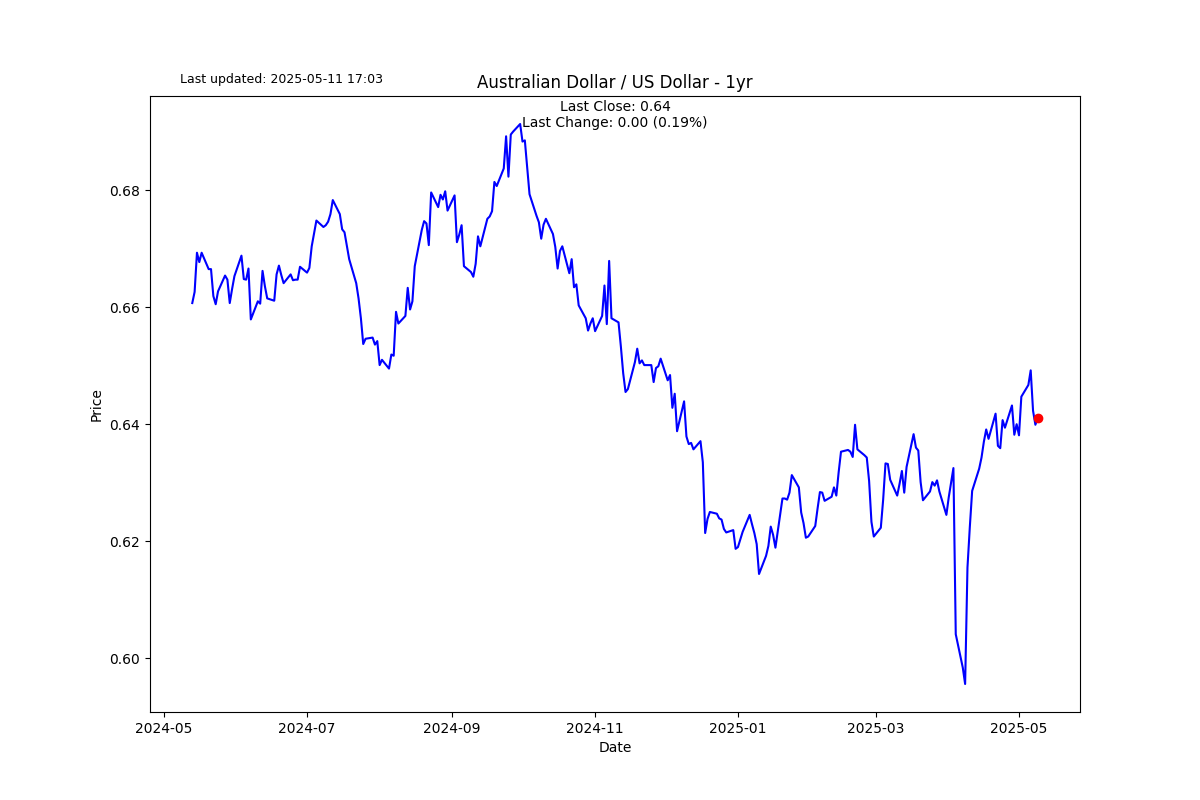 Last updated: 2025-05-11 17:03
Australian Dollar / US Dollar - 1yr
Last Close: 0.64
Last Change: 0.00 (0.19%)
Price
0.68
0.66
0.64
0.62
0.60
2024-05 2024-07 2024-09 2024-11 2025-01 2025-03 2025-05
Date